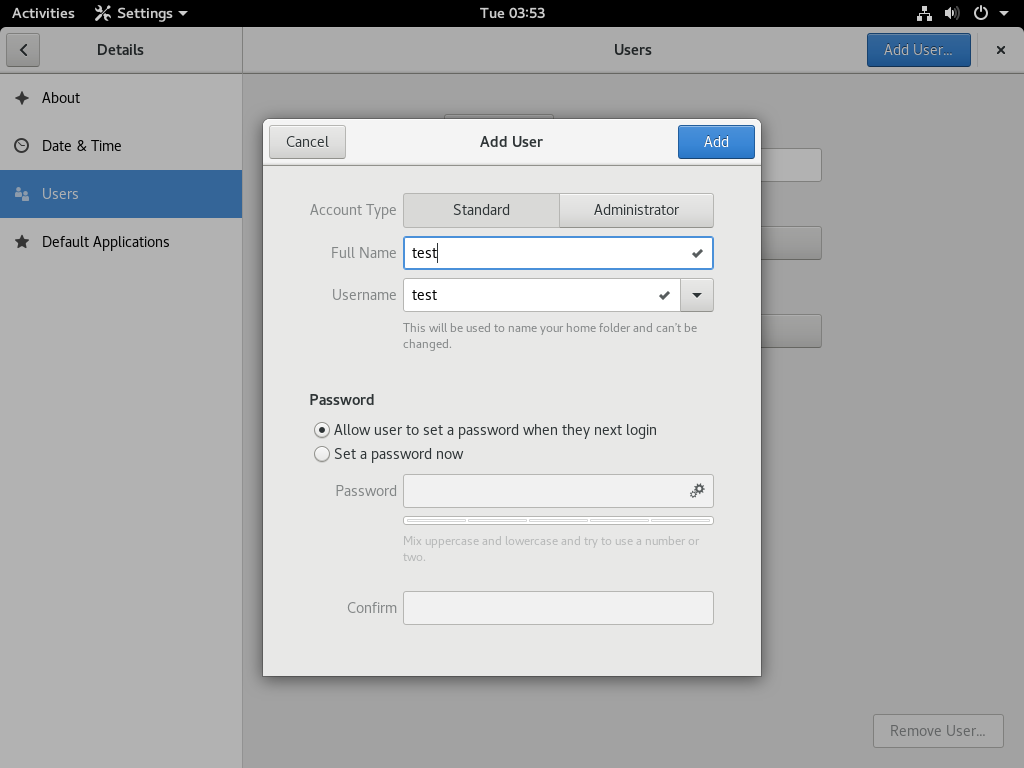 Activities Settings Tue 03:53
Details Users Add User...
About
Date & Time
Users
Default Applications
Cancel Add User Add
Account Type Standard Administrator
Full Name test
Username test
This will be used to name your home folder and can't be
changed.
Password
Allow user to set a password when they next login
Set a password now
Password
Mix uppercase and lowercase and try to use a number or
two.
Confirm
Remove User...